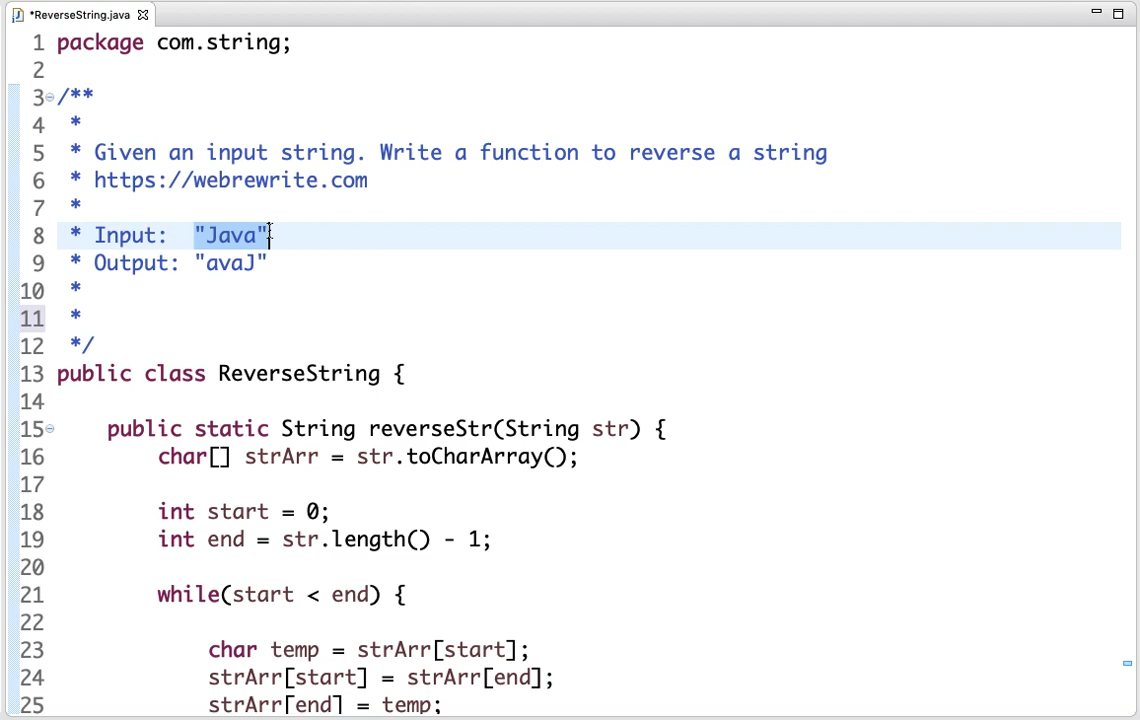 *ReverseString.java
1 package com.string;
2
3 /**
4 *
5 * Given an input string. Write a function to reverse a string
6 * https://webrewrite.com
7 *
8 * Input: "Java"
9 * Output: "avaJ"
10 *
11 *
12 */
13 public class ReverseString {
14
15 public static String reverseStr(String str) {
16 char[] strArr = str.toCharArray();
17
18 int start = 0;
19 int end = str.length() - 1;
20
21 while(start < end) {
22
23 char temp = strArr[start];
24 strArr[start] = strArr[end];
25 strArr[end] = temp;